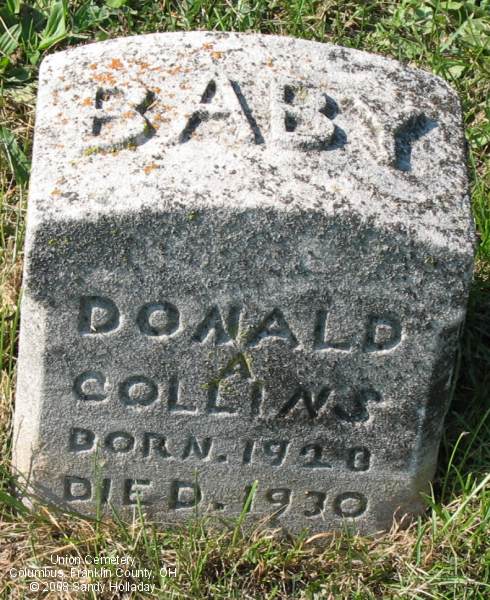 BABY
DONALD
A
COLLINS
BORN. 1928
DIED. 1930
Union Cemetery
Columbus, Franklin County, OH
© 2008 Sandy Holladay